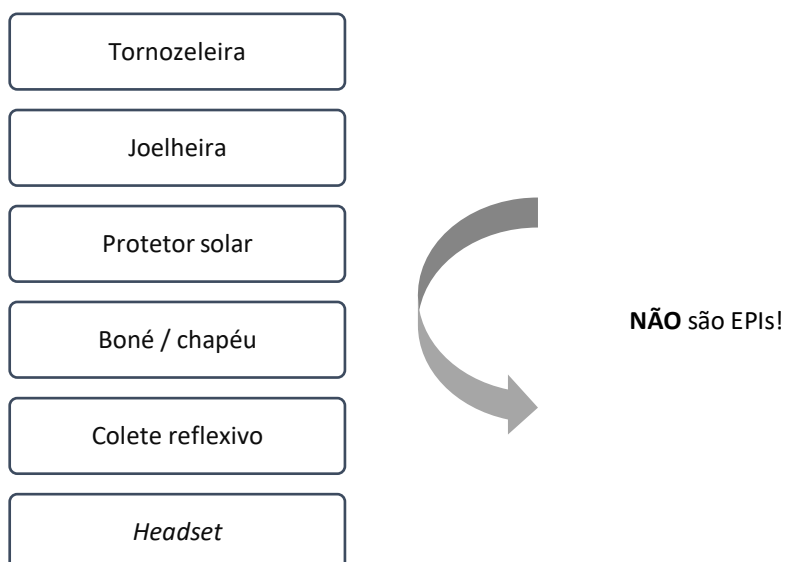 Tornozeleira
Joelheira
Protetor solar
Boné / chapéu
Colete reflexivo
Headset
NÃO são EPIs!